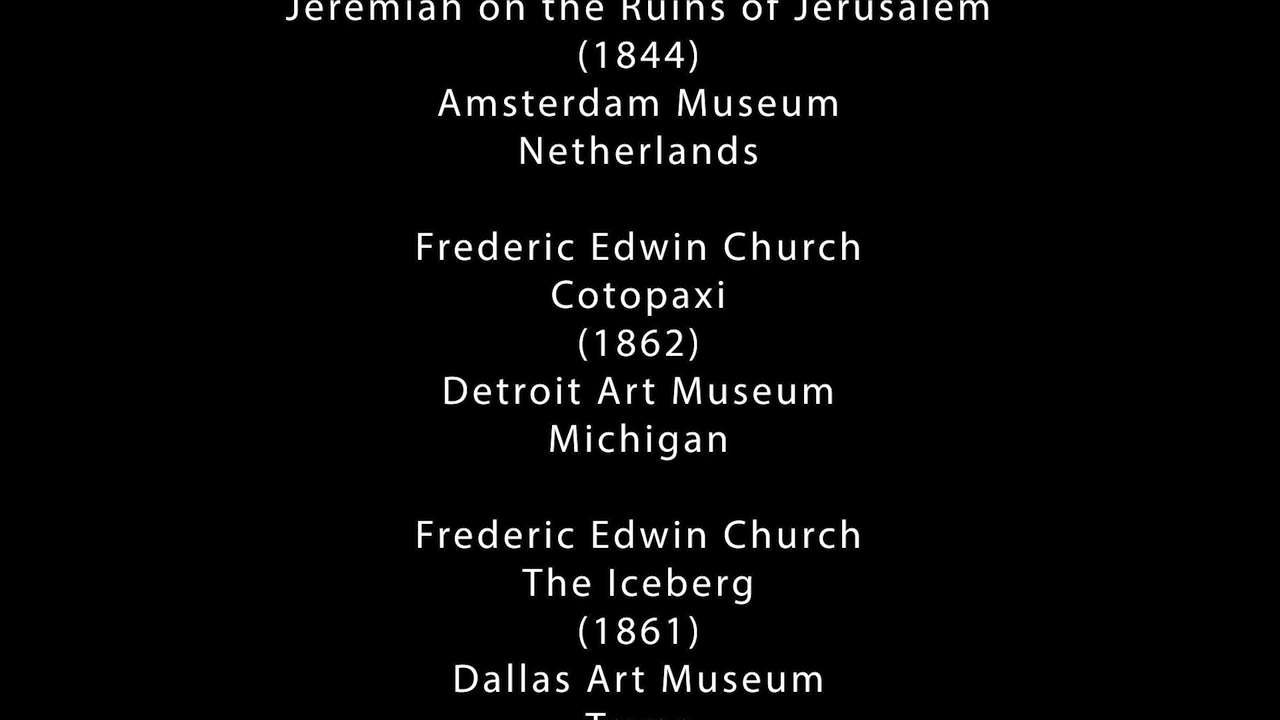 Jeremiah on the Ruins of Jerusalem
(1844)
Amsterdam Museum
Netherlands
Frederic Edwin Church
Cotopaxi
(1862)
Detroit Art Museum
Michigan
Frederic Edwin Church
The Iceberg
(1861)
Dallas Art Museum